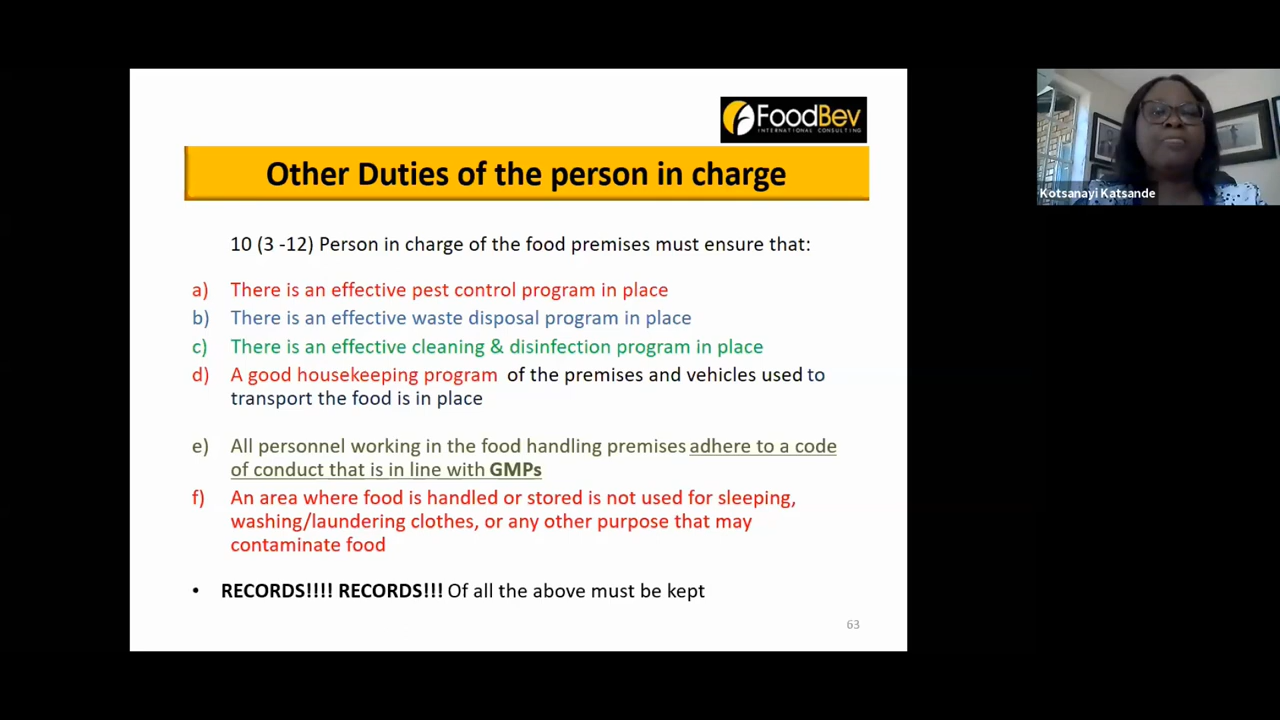 FoodBev
INTERNATIONAL CONSULTING
Other Duties of the person in charge
Kotsanayi Katsande
10 (3 -12) Person in charge of the food premises must ensure that:
a) There is an effective pest control program in place
b) There is an effective waste disposal program in place
c) There is an effective cleaning & disinfection program in place
d) A good housekeeping program of the premises and vehicles used to
transport the food is in place
e) All personnel working in the food handling premises adhere to a code
of conduct that is in line with GMPs
f) An area where food is handled or stored is not used for sleeping,
washing/laundering clothes, or any other purpose that may
contaminate food
• RECORDS!!!! RECORDS!!! Of all the above must be kept
63